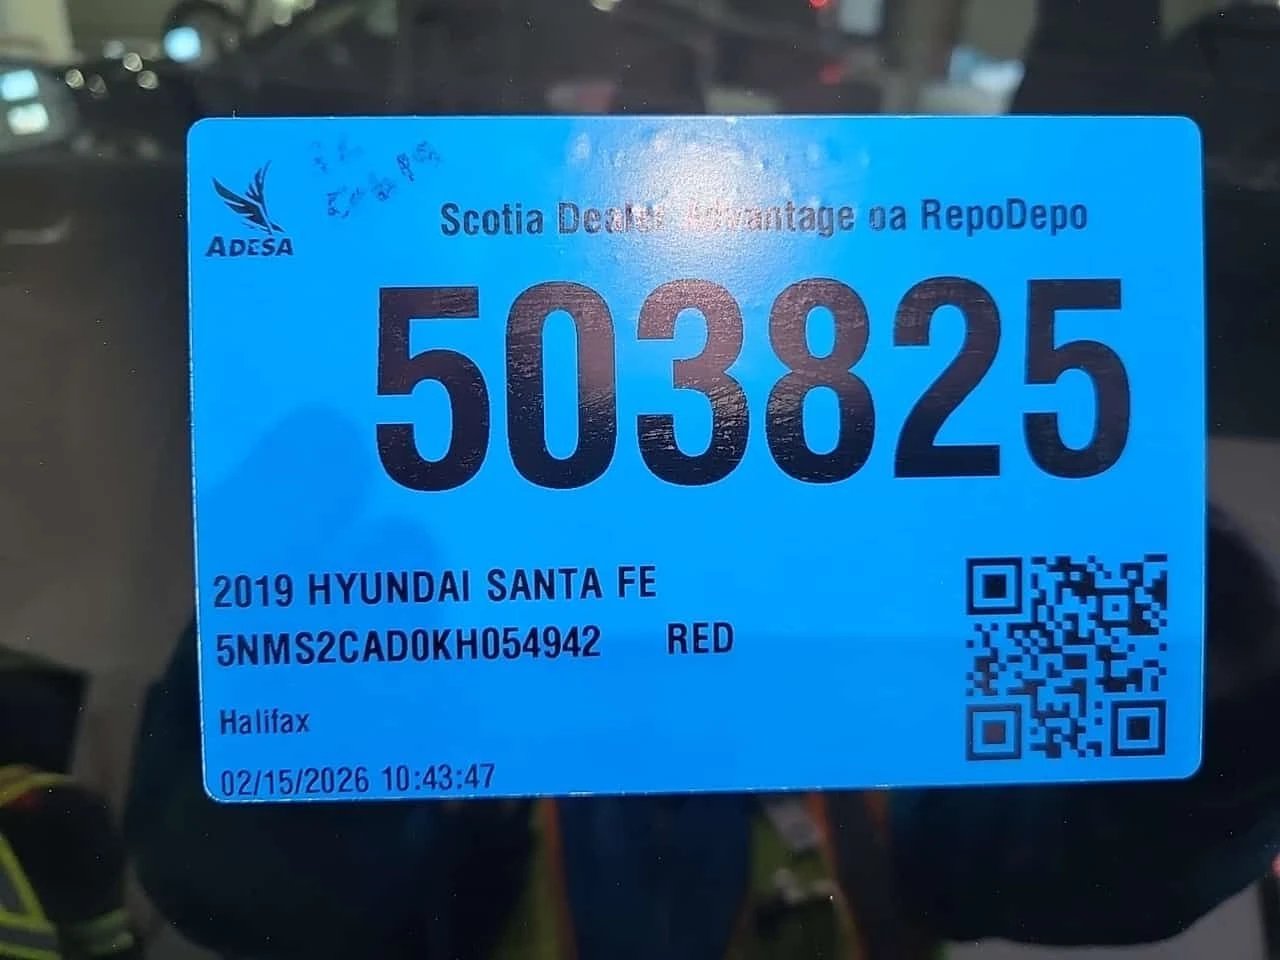 ADESA
Scotia Dealer Advantage oa RepoDepo
503825
2019 HYUNDAI SANTA FE
5NMS2CAD0KH054942 RED
Halifax
02/15/2026 10:43:47